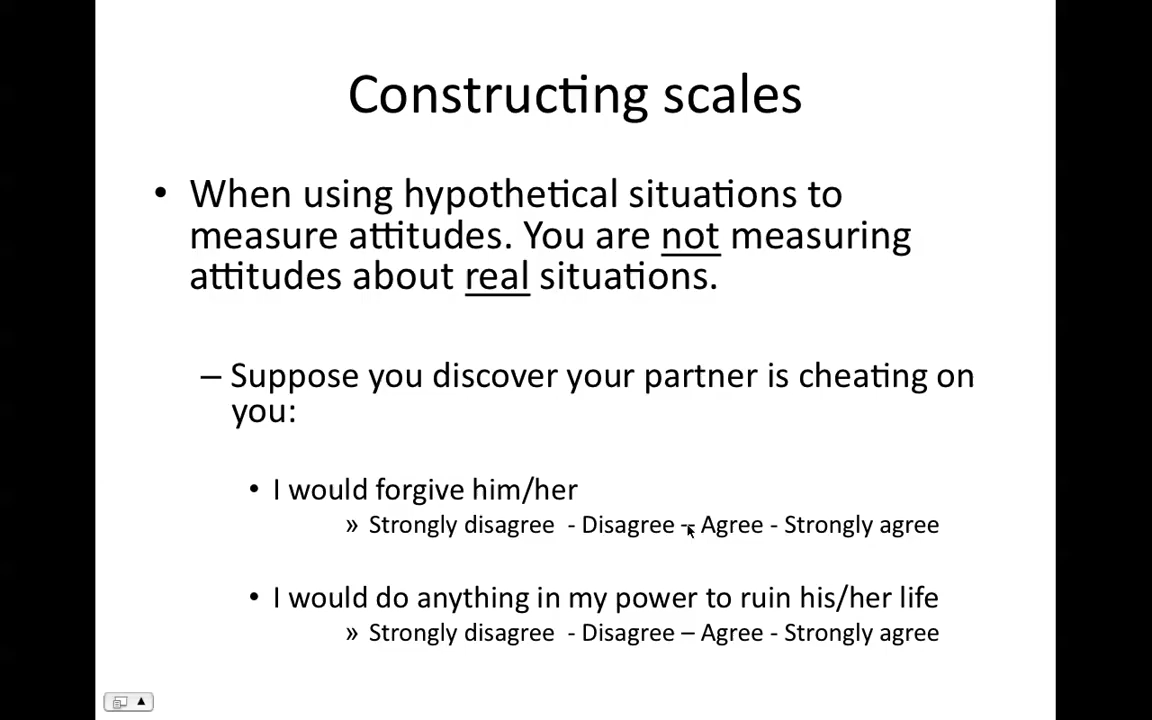 Constructing scales
• When using hypothetical situations to
measure attitudes. You are not measuring
attitudes about real situations.
– Suppose you discover your partner is cheating on
you:
• I would forgive him/her
» Strongly disagree - Disagree – Agree - Strongly agree
• I would do anything in my power to ruin his/her life
» Strongly disagree - Disagree – Agree - Strongly agree